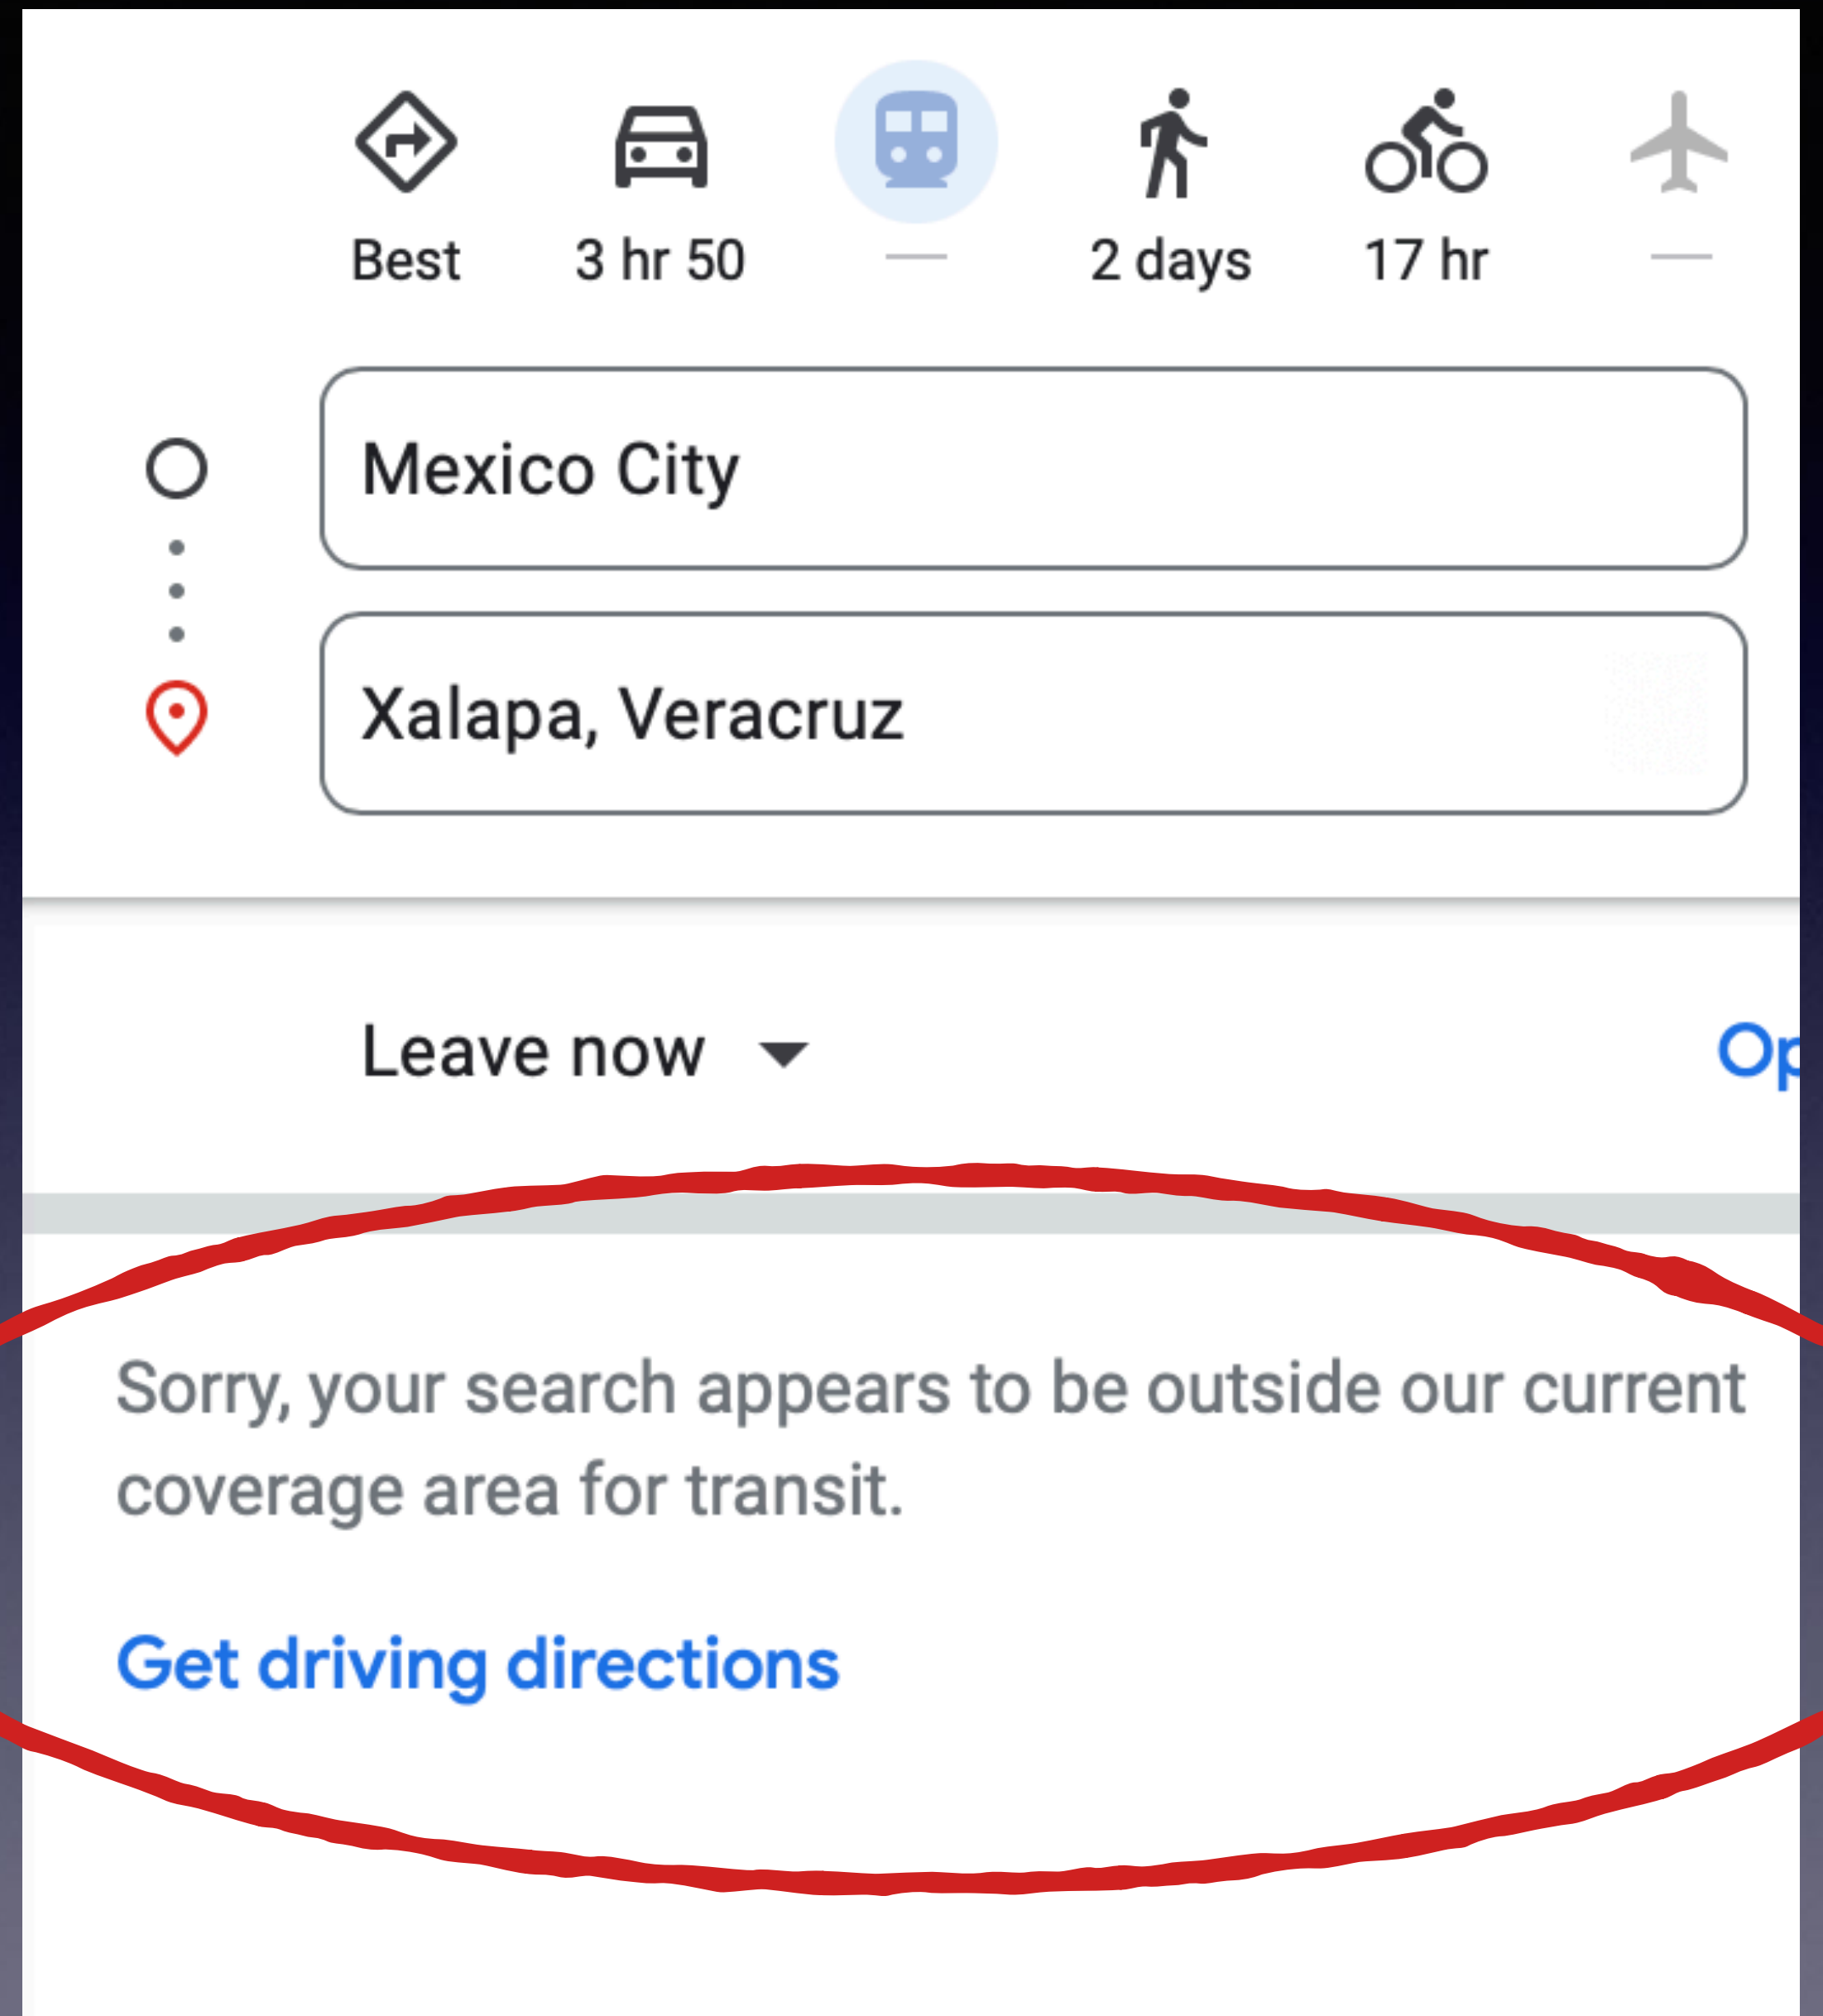 Best 3 hr 50 — 2 days 17 hr —
Mexico City
Xalapa, Veracruz
Leave now Op
Sorry, your search appears to be outside our current
coverage area for transit.
Get driving directions